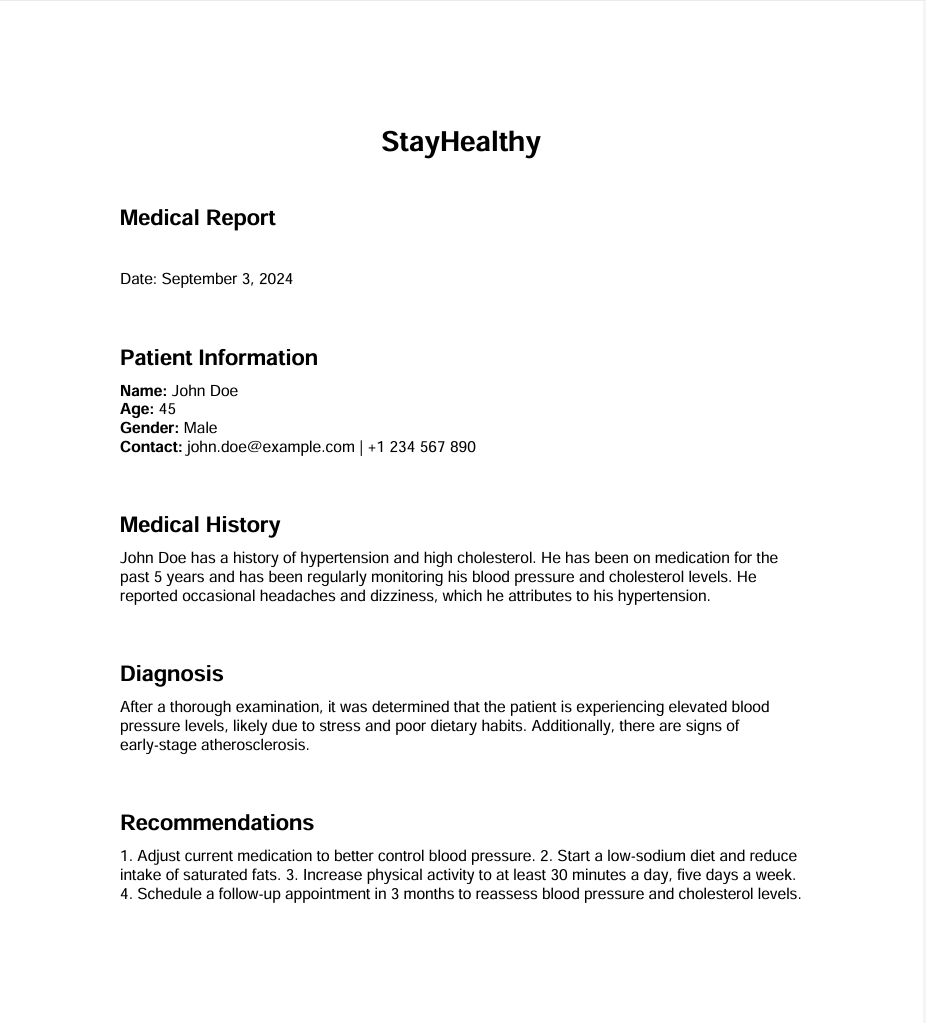 StayHealthy
Medical Report
Date: September 3, 2024
Patient Information
Name: John Doe
Age: 45
Gender: Male
Contact: john.doe@example.com | +1 234 567 890
Medical History
John Doe has a history of hypertension and high cholesterol. He has been on medication for the
past 5 years and has been regularly monitoring his blood pressure and cholesterol levels. He
reported occasional headaches and dizziness, which he attributes to his hypertension.
Diagnosis
After a thorough examination, it was determined that the patient is experiencing elevated blood
pressure levels, likely due to stress and poor dietary habits. Additionally, there are signs of
early-stage atherosclerosis.
Recommendations
1. Adjust current medication to better control blood pressure. 2. Start a low-sodium diet and reduce
intake of saturated fats. 3. Increase physical activity to at least 30 minutes a day, five days a week.
4. Schedule a follow-up appointment in 3 months to reassess blood pressure and cholesterol levels.